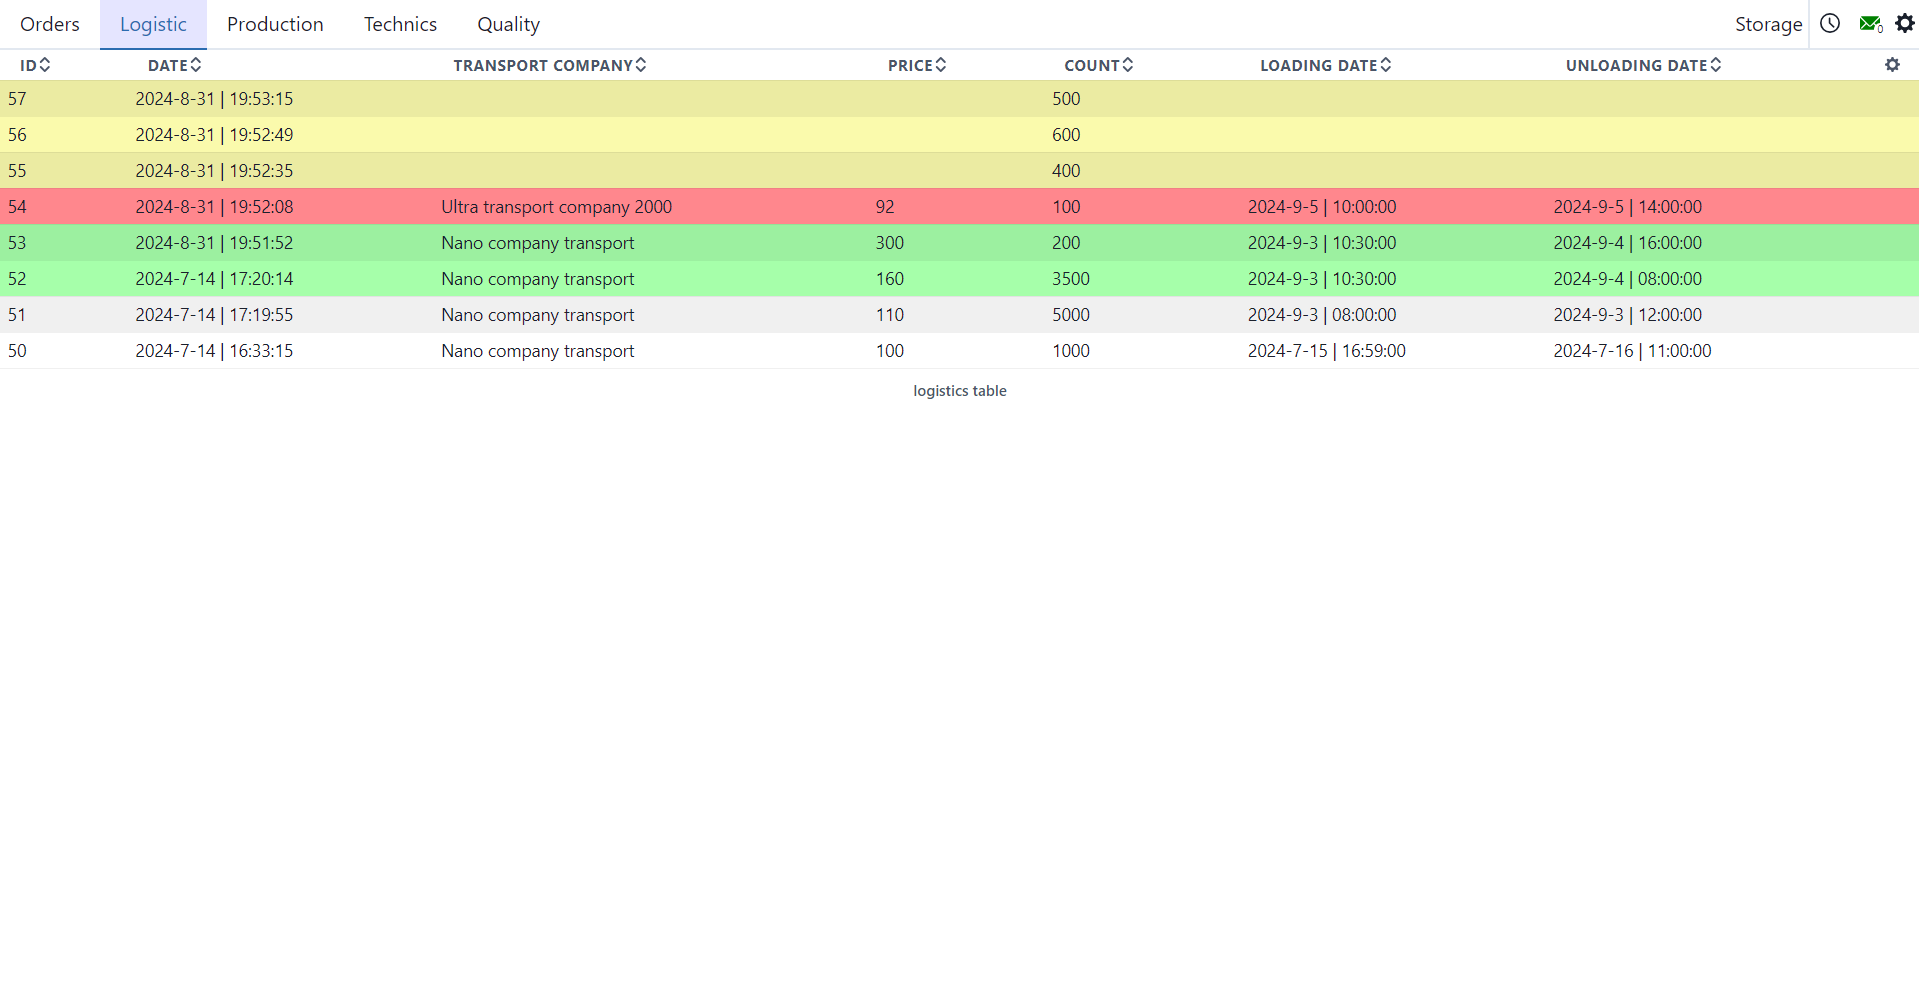 Orders Logistic Production Technics Quality Storage 0
ID DATE TRANSPORT COMPANY PRICE COUNT LOADING DATE UNLOADING DATE
57 2024-8-31 | 19:53:15 500
56 2024-8-31 | 19:52:49 600
55 2024-8-31 | 19:52:35 400
54 2024-8-31 | 19:52:08 Ultra transport company 2000 92 100 2024-9-5 | 10:00:00 2024-9-5 | 14:00:00
53 2024-8-31 | 19:51:52 Nano company transport 300 200 2024-9-3 | 10:30:00 2024-9-4 | 16:00:00
52 2024-7-14 | 17:20:14 Nano company transport 160 3500 2024-9-3 | 10:30:00 2024-9-4 | 08:00:00
51 2024-7-14 | 17:19:55 Nano company transport 110 5000 2024-9-3 | 08:00:00 2024-9-3 | 12:00:00
50 2024-7-14 | 16:33:15 Nano company transport 100 1000 2024-7-15 | 16:59:00 2024-7-16 | 11:00:00
logistics table